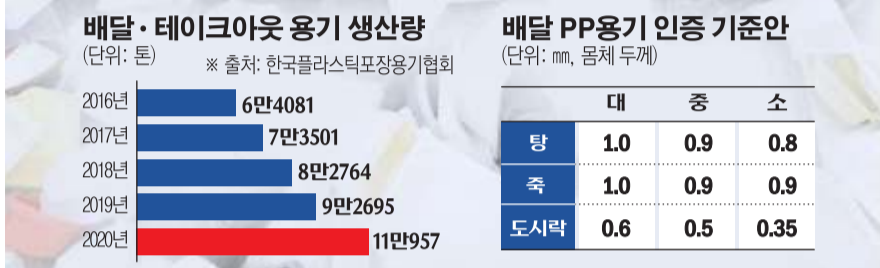 배달·테이크아웃 용기 생산량
(단위: 톤)
※ 출처: 한국플라스틱포장용기협회
2016년 6만4081
2017년 7만3501
2018년 8만2764
2019년 9만2695
2020년 11만957
배달 PP용기 인증 기준안
(단위: ㎜, 몸체 두께)
대 중 소
탕 1.0 0.9 0.8
죽 1.0 0.9 0.9
도시락 0.6 0.5 0.35